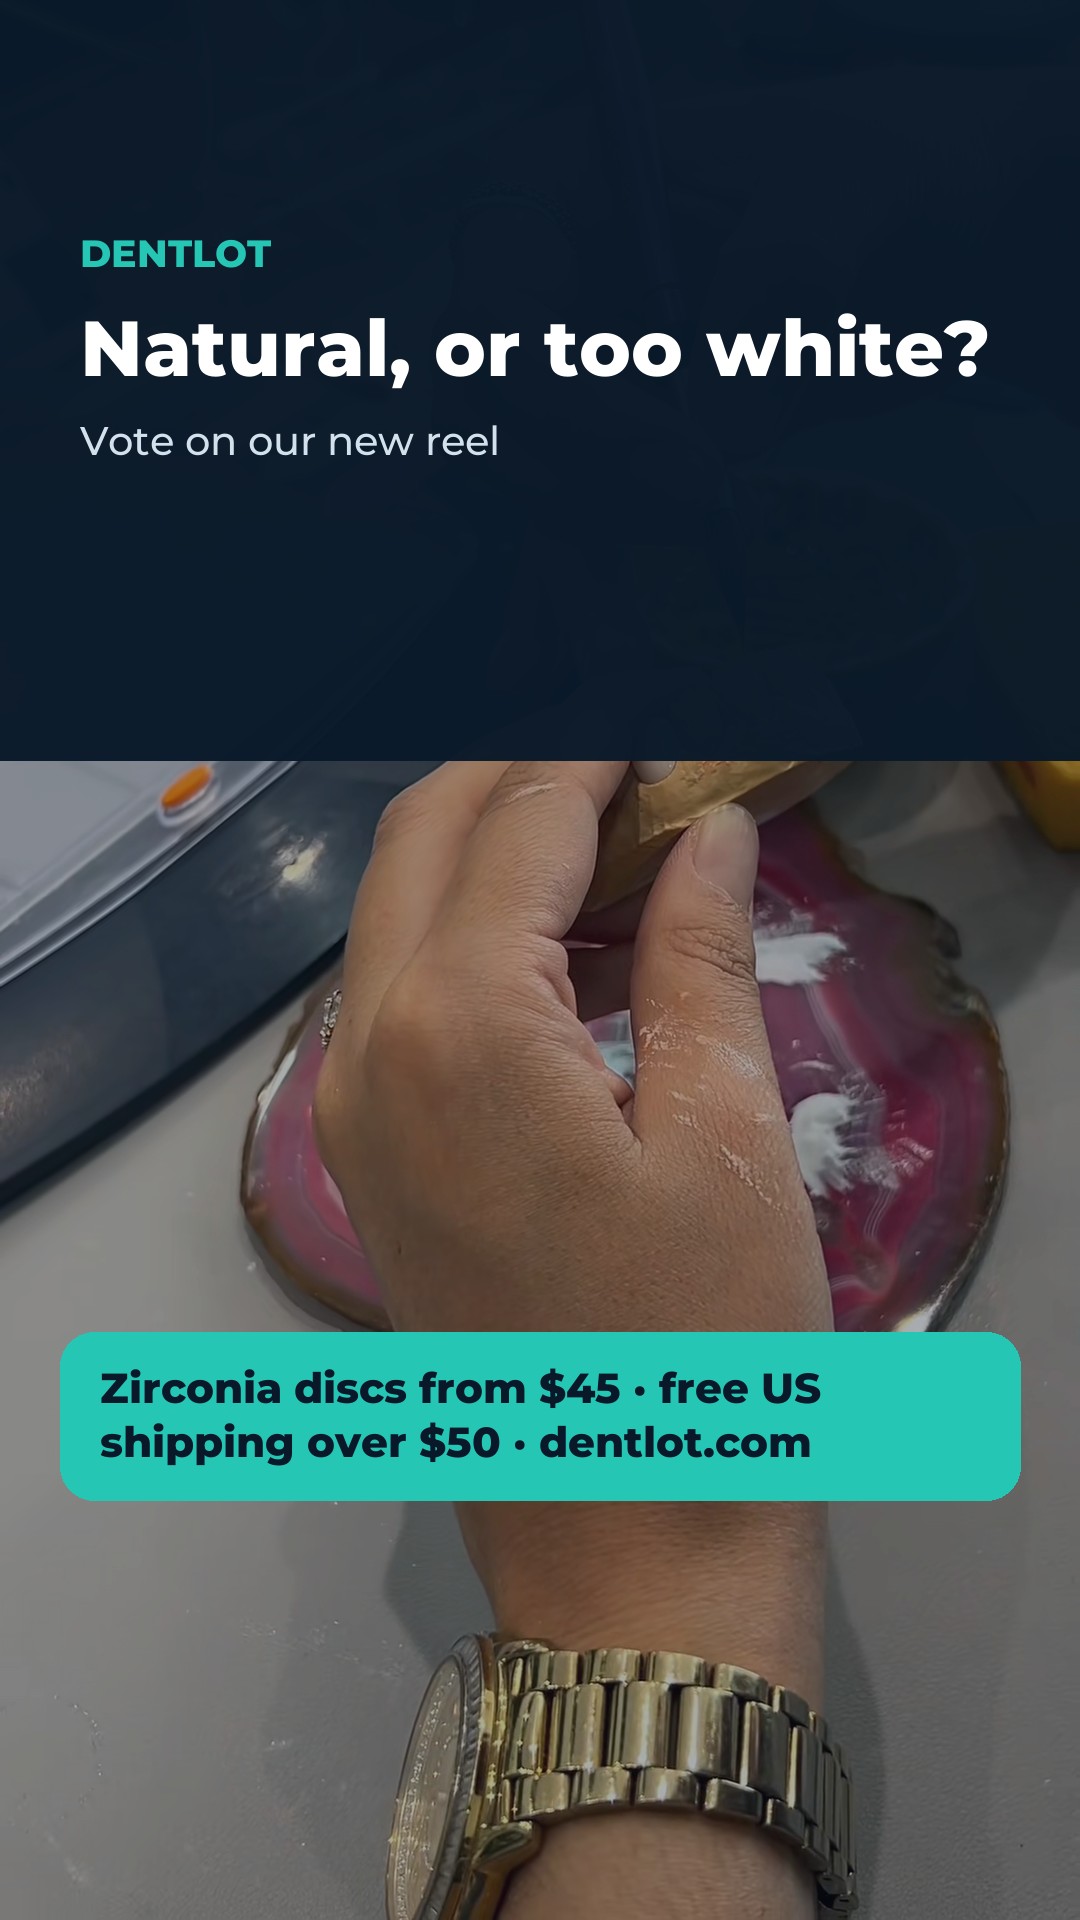 DENTLOT
Natural, or too white?
Vote on our new reel
Zirconia discs from $45 · free US
shipping over $50 · dentlot.com